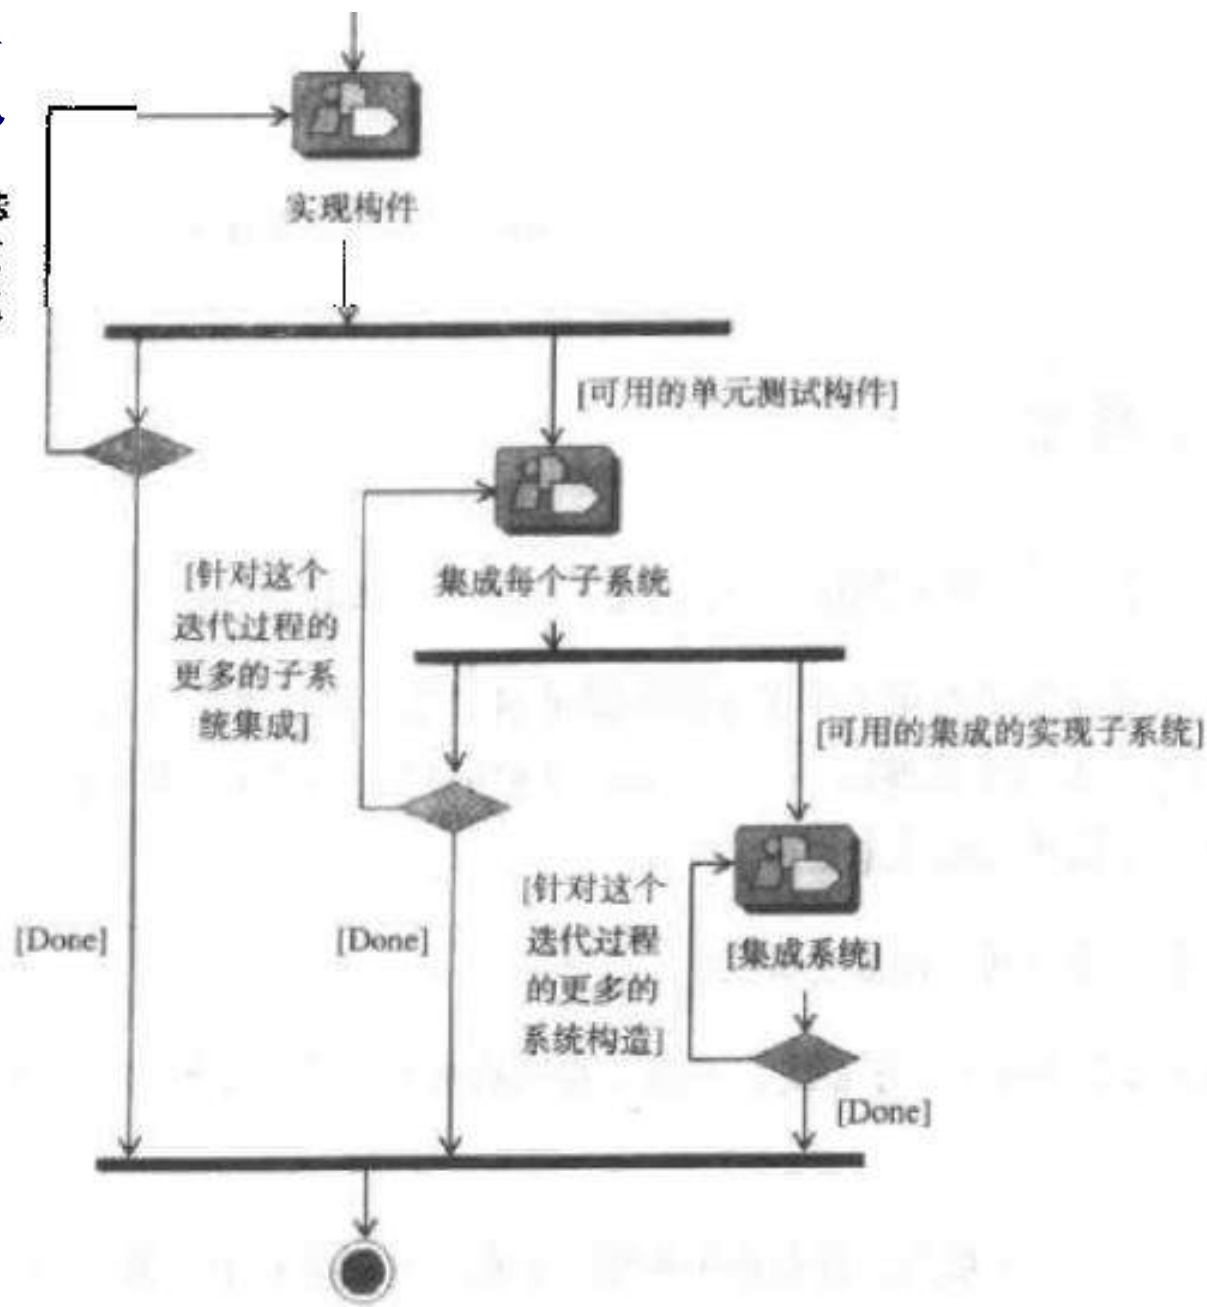 实现构件
[可用的单元测试构件]
[针对这个
迭代过程的
更多的子系
统集成]
集成每个子系统
[可用的集成的实现子系统]
[针对这个
迭代过程
的更多的
系统构造]
[Done]
[Done]
[集成系统]
[Done]